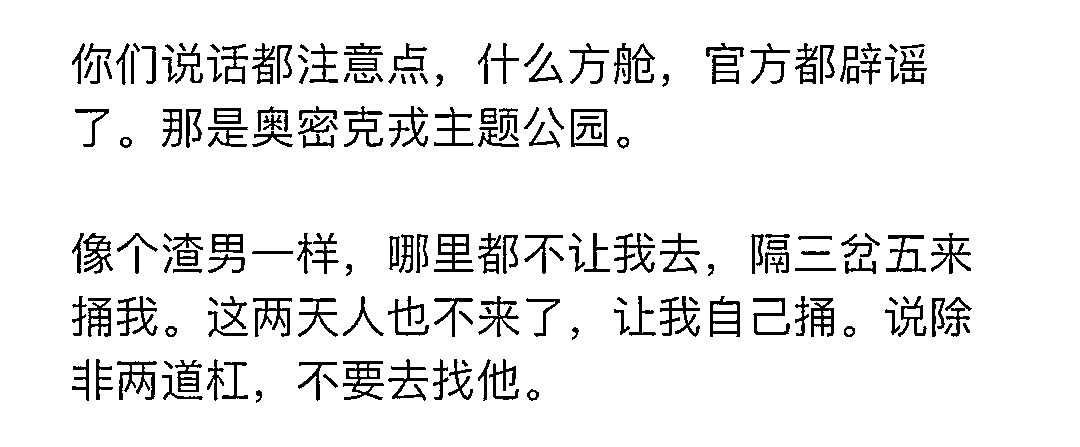 你们说话都注意点，什么方舱，官方都辟谣
了。那是奥密克戎主题公园。
像个渣男一样，哪里都不让我去，隔三岔五来
捅我。这两天人也不来了，让我自己捅。说除
非两道杠，不要去找他。